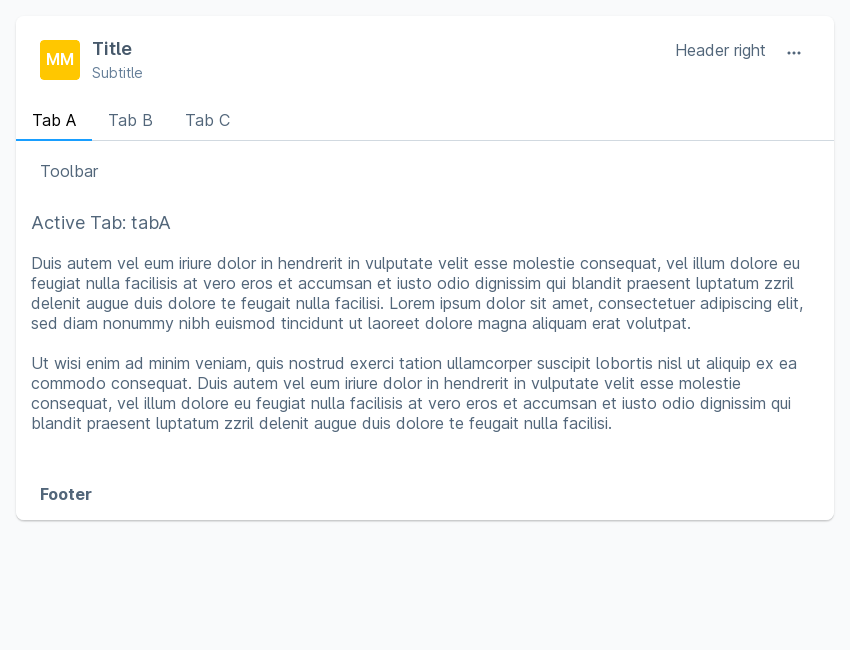 MM
Title
Subtitle
Header right
Tab A
Tab B
Tab C
Toolbar
Active Tab: tabA
Duis autem vel eum iriure dolor in hendrerit in vulputate velit esse molestie consequat, vel illum dolore eu
feugiat nulla facilisis at vero eros et accumsan et iusto odio dignissim qui blandit praesent luptatum zzril
delenit augue duis dolore te feugait nulla facilisi. Lorem ipsum dolor sit amet, consectetuer adipiscing elit,
sed diam nonummy nibh euismod tincidunt ut laoreet dolore magna aliquam erat volutpat.
Ut wisi enim ad minim veniam, quis nostrud exerci tation ullamcorper suscipit lobortis nisl ut aliquip ex ea
commodo consequat. Duis autem vel eum iriure dolor in hendrerit in vulputate velit esse molestie
consequat, vel illum dolore eu feugiat nulla facilisis at vero eros et accumsan et iusto odio dignissim qui
blandit praesent luptatum zzril delenit augue duis dolore te feugait nulla facilisi.
Footer